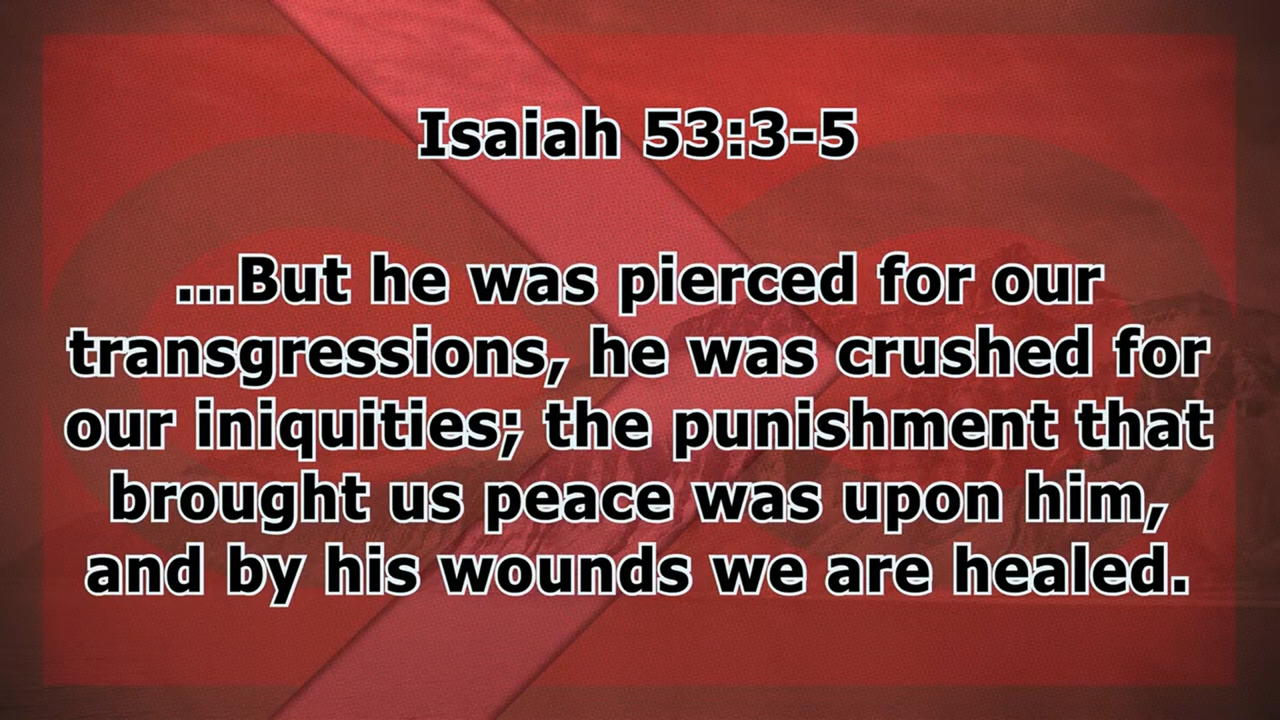 Isaiah 53:3-5
...But he was pierced for our
transgressions, he was crushed for
our iniquities; the punishment that
brought us peace was upon him,
and by his wounds we are healed.